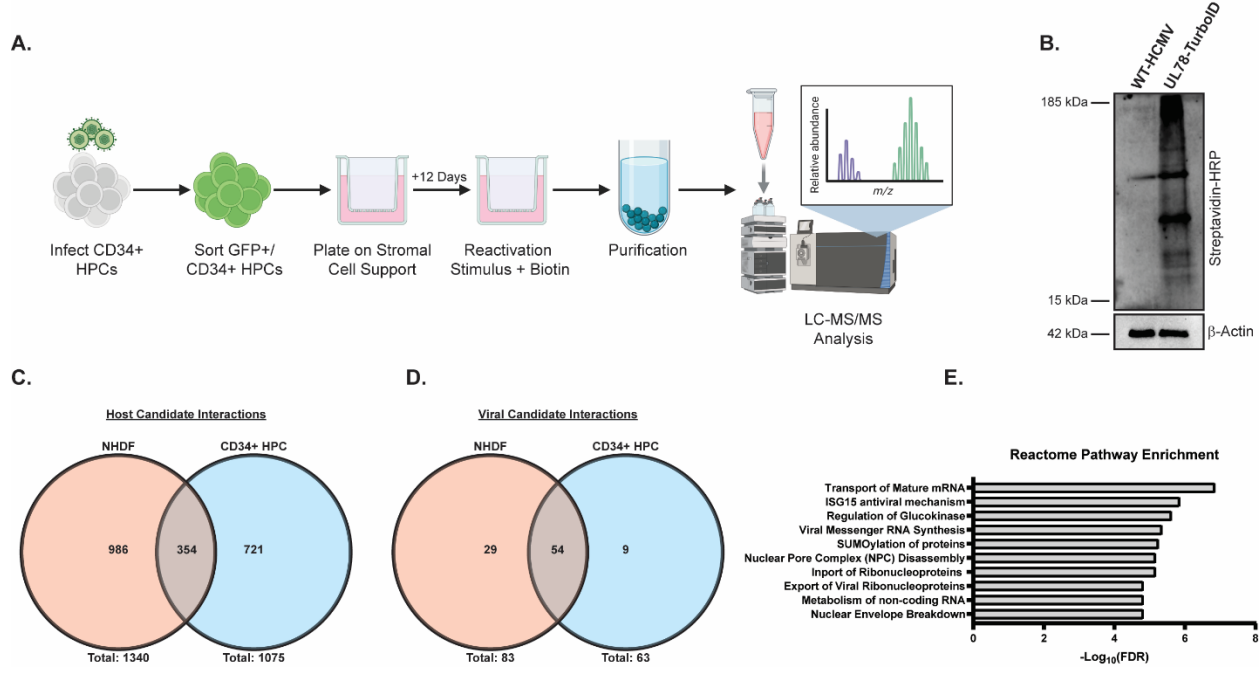 A.
Infect CD34+
HPCs
Sort GFP+/
CD34+ HPCs
Plate on Stromal
Cell Support
+12 Days
Reactivation
Stimulus + Biotin
Purification
Relative abundance
m/z
LC-MS/MS
Analysis
B.
WT-HCMV
UL78-TurboID
185 kDa
15 kDa
42 kDa
Streptavidin-HRP
β-Actin
C.
Host Candidate Interactions
NHDF
CD34+ HPC
986
354
721
Total: 1340
Total: 1075
D.
Viral Candidate Interactions
NHDF
CD34+ HPC
29
54
9
Total: 83
Total: 63
E.
Reactome Pathway Enrichment
Transport of Mature mRNA
ISG15 antiviral mechanism
Regulation of Glucokinase
Viral Messenger RNA Synthesis
SUMOylation of proteins
Nuclear Pore Complex (NPC) Disassembly
Inport of Ribonucleoproteins
Export of Viral Ribonucleoproteins
Metabolism of non-coding RNA
Nuclear Envelope Breakdown
0 2 4 6 8
-Log10(FDR)